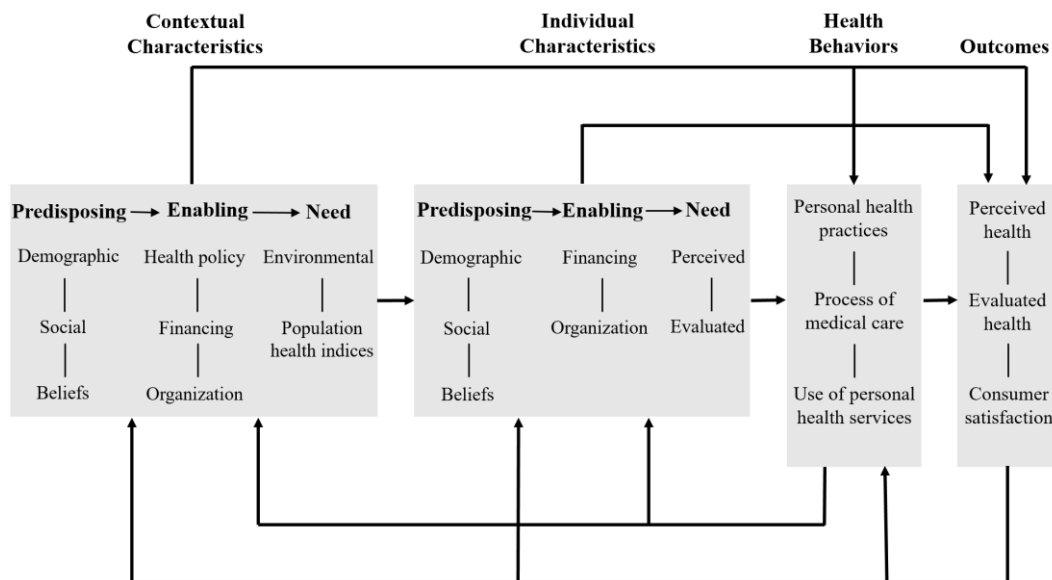 Contextual
Characteristics
Individual
Characteristics
Health
Behaviors
Outcomes
Predisposing
Enabling
Need
Demographic
Social
Beliefs
Health policy
Financing
Organization
Environmental
Population
health indices
Predisposing
Enabling
Need
Demographic
Social
Beliefs
Financing
Organization
Perceived
Evaluated
Personal health
practices
Process of
medical care
Use of personal
health services
Perceived
health
Evaluated
health
Consumer
satisfaction